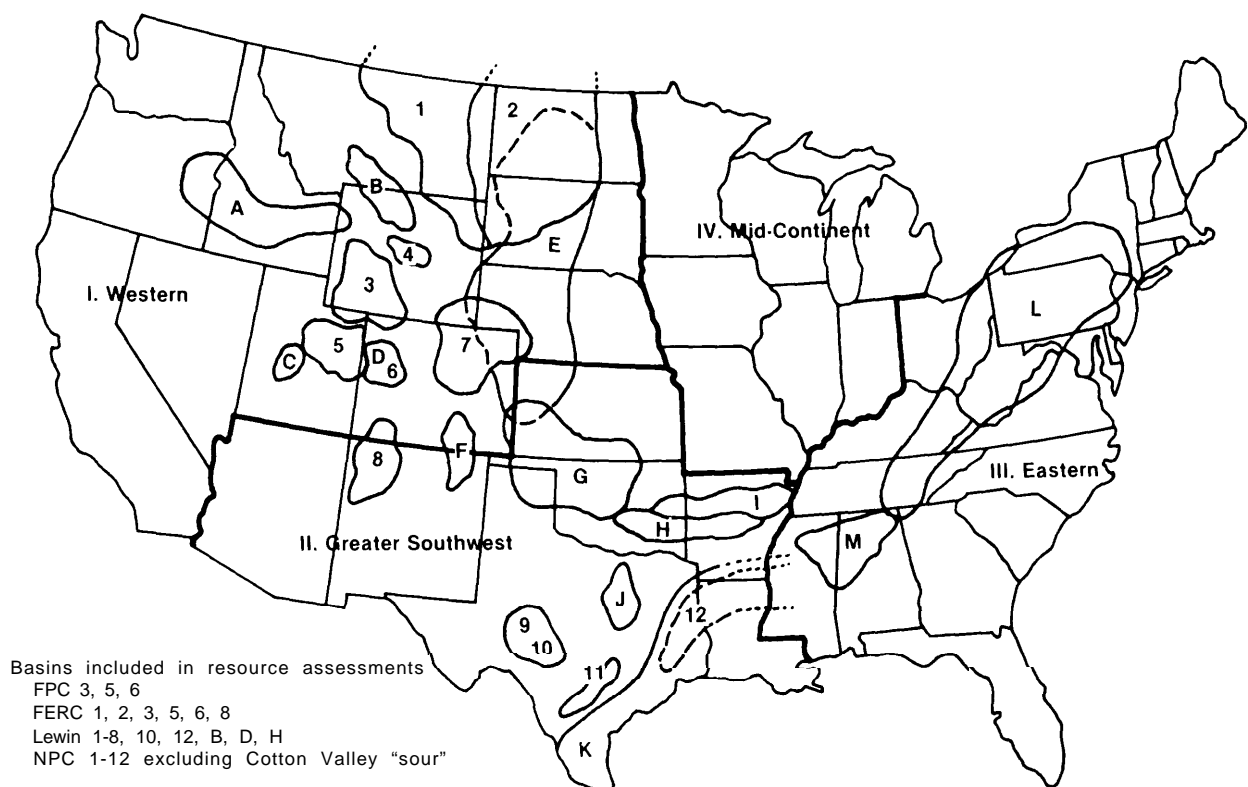 1
2
B
A
IV. Mid-Continent
E
4
3
I. Western
L
5
D
6
7
C
8
F
III. Eastern
G
I
H
II. Greater Southwest
M
J
12
9
10
11
K
Basins included in resource assessments
FPC 3, 5, 6
FERC 1, 2, 3, 5, 6, 8
Lewin 1-8, 10, 12, B, D, H
NPC 1-12 excluding Cotton Valley “sour”